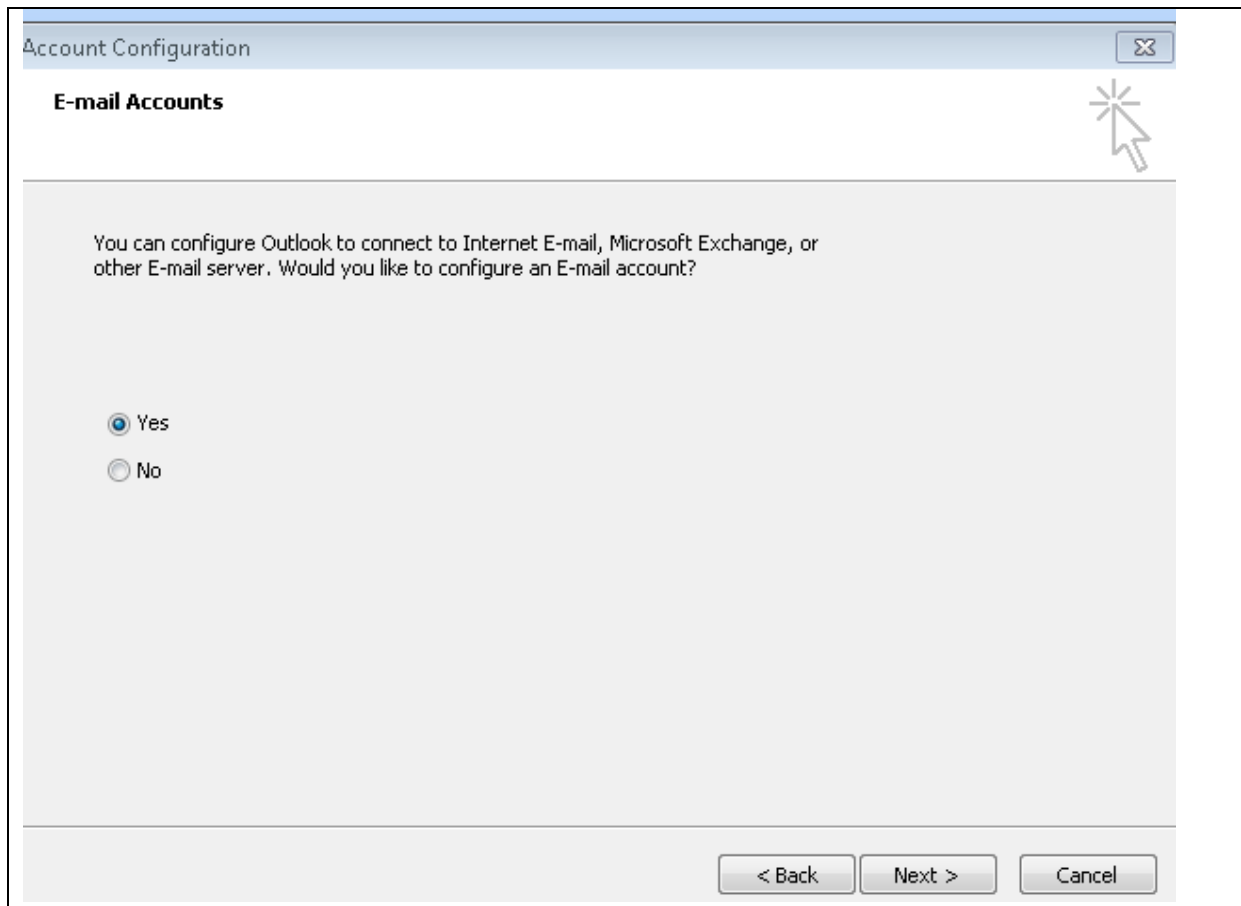 Account Configuration
E-mail Accounts
You can configure Outlook to connect to Internet E-mail, Microsoft Exchange, or
other E-mail server. Would you like to configure an E-mail account?
Yes
No
< Back Next > Cancel